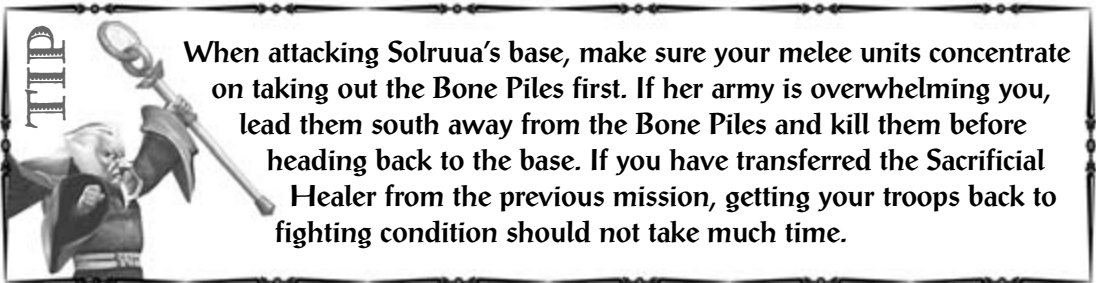 TIP
When attacking Solruua's base, make sure your melee units concentrate
on taking out the Bone Piles first. If her army is overwhelming you,
lead them south away from the Bone Piles and kill them before
heading back to the base. If you have transferred the Sacrificial
Healer from the previous mission, getting your troops back to
fighting condition should not take much time.